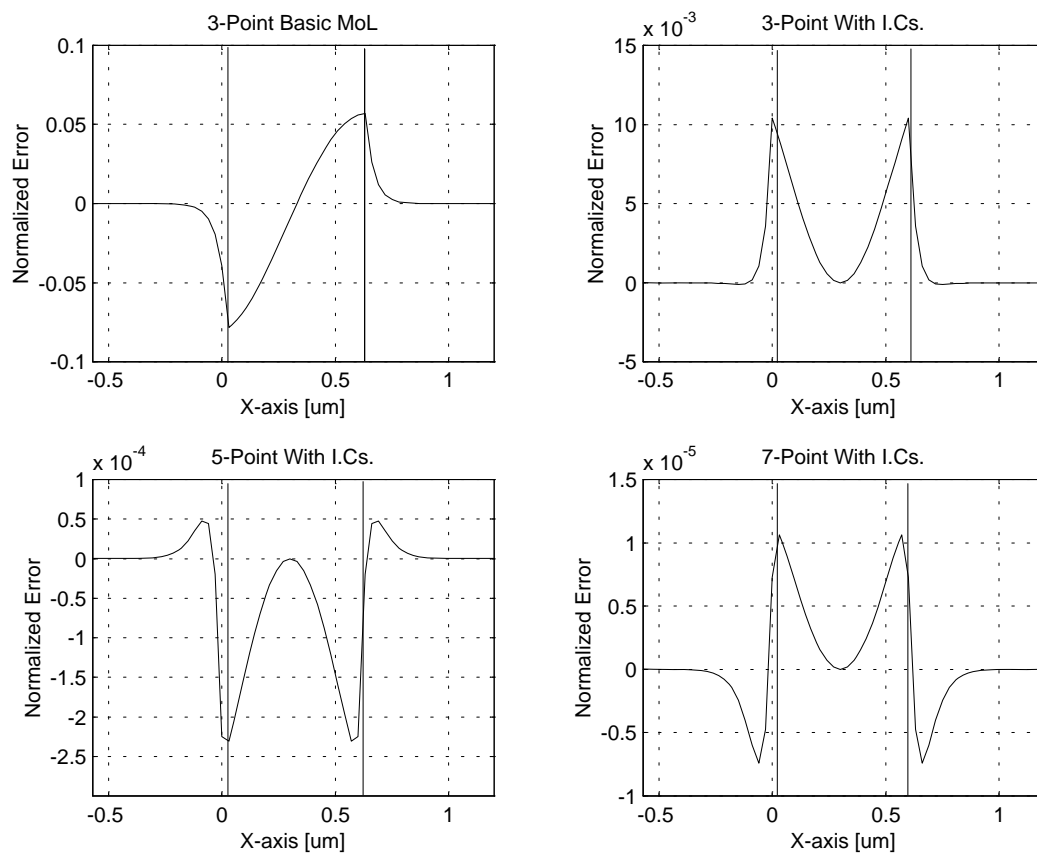 3-Point Basic MoL
0.1
0.05
0
-0.05
-0.1
Normalized Error
-0.5
0
0.5
1
X-axis [um]
3-Point With I.Cs.
x 10^-3
15
10
5
0
-5
Normalized Error
-0.5
0
0.5
1
X-axis [um]
5-Point With I.Cs.
x 10^-4
1
0.5
0
-0.5
-1
-1.5
-2
-2.5
Normalized Error
-0.5
0
0.5
1
X-axis [um]
7-Point With I.Cs.
x 10^-5
1.5
1
0.5
0
-0.5
-1
Normalized Error
-0.5
0
0.5
1
X-axis [um]